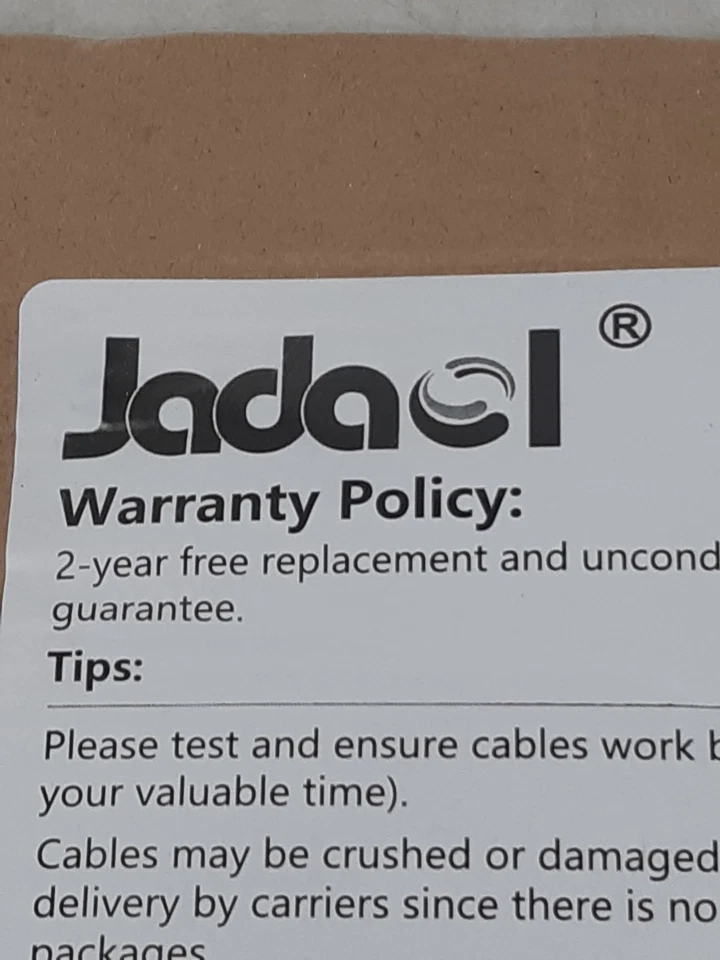 Jadaol ®
Warranty Policy:
2-year free replacement and uncond
guarantee.
Tips:
Please test and ensure cables work b
your valuable time).
Cables may be crushed or damaged
delivery by carriers since there is no
packages